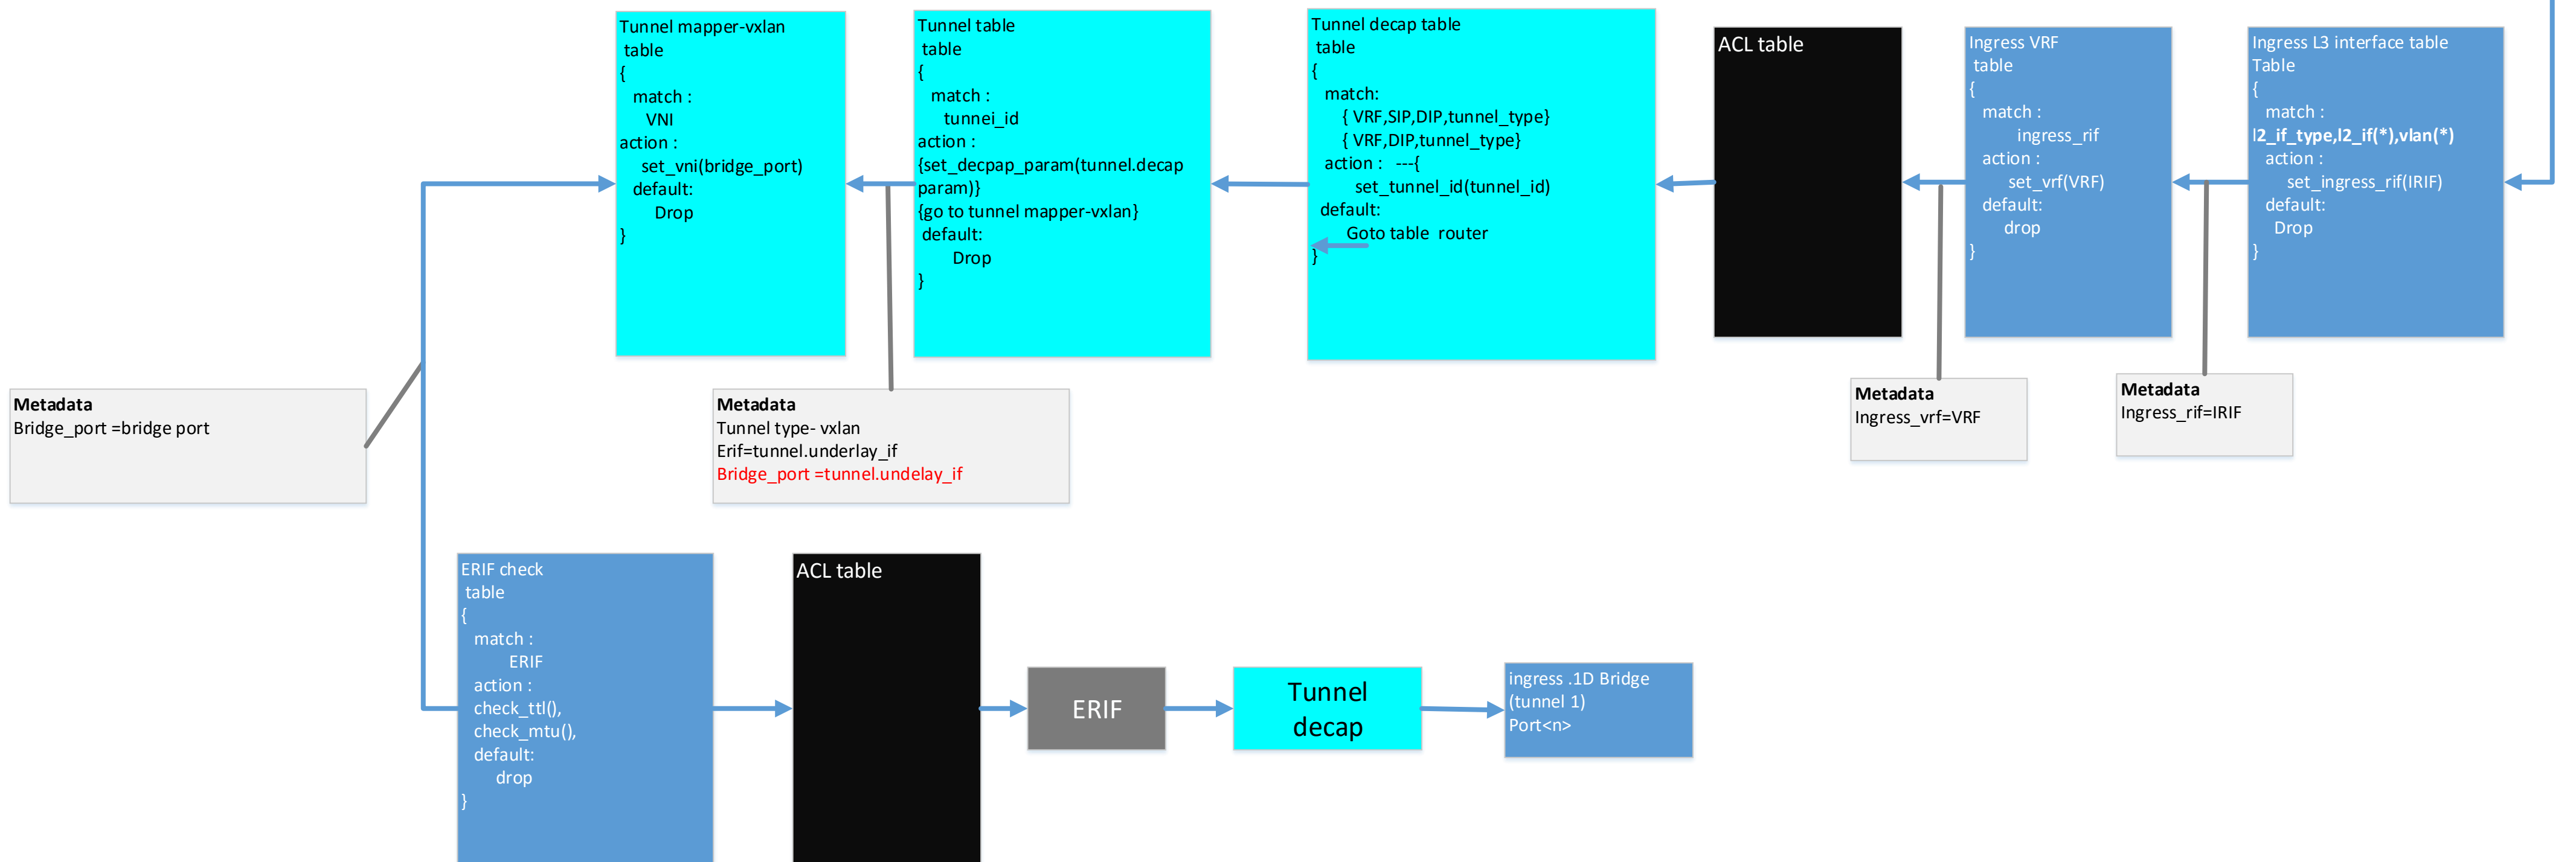 Tunnel mapper-vxlan
table
{
match :
VNI
action :
set_vni(bridge_port)
default:
Drop
}
Tunnel table
table
{
match :
tunnei_id
action :
{set_decpap_param(tunnel.decap
param)}
{go to tunnel mapper-vxlan}
default:
Drop
}
Tunnel decap table
table
{
match:
{ VRF,SIP,DIP,tunnel_type}
{ VRF,DIP,tunnel_type}
action :   ---{
set_tunnel_id(tunnel_id)
default:
Goto table  router
}
ACL table
Ingress VRF
table
{
match :
ingress_rif
action :
set_vrf(VRF)
default:
drop
}
Ingress L3 interface table
Table
{
match :
l2_if_type,l2_if(*),vlan(*)
action :
set_ingress_rif(IRIF)
default:
Drop
}
Metadata
Bridge_port =bridge port
Metadata
Tunnel type- vxlan
Erif=tunnel.underlay_if
Bridge_port =tunnel.undelay_if
Metadata
Ingress_vrf=VRF
Metadata
Ingress_rif=IRIF
ERIF check
table
{
match :
ERIF
action :
check_ttl(),
check_mtu(),
default:
drop
}
ACL table
ERIF
Tunnel
decap
ingress .1D Bridge
(tunnel 1)
Port<n>